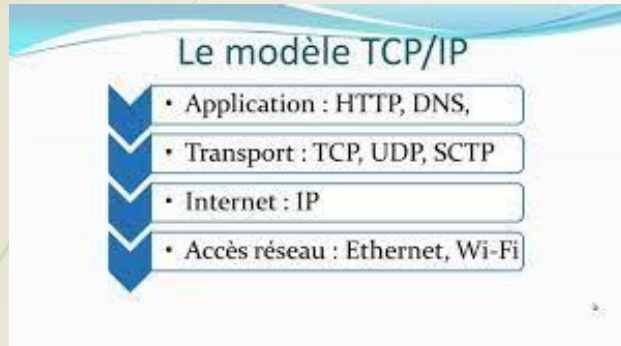 Le modèle TCP/IP
• Application : HTTP, DNS,
• Transport : TCP, UDP, SCTP
• Internet : IP
• Accès réseau : Ethernet, Wi-Fi